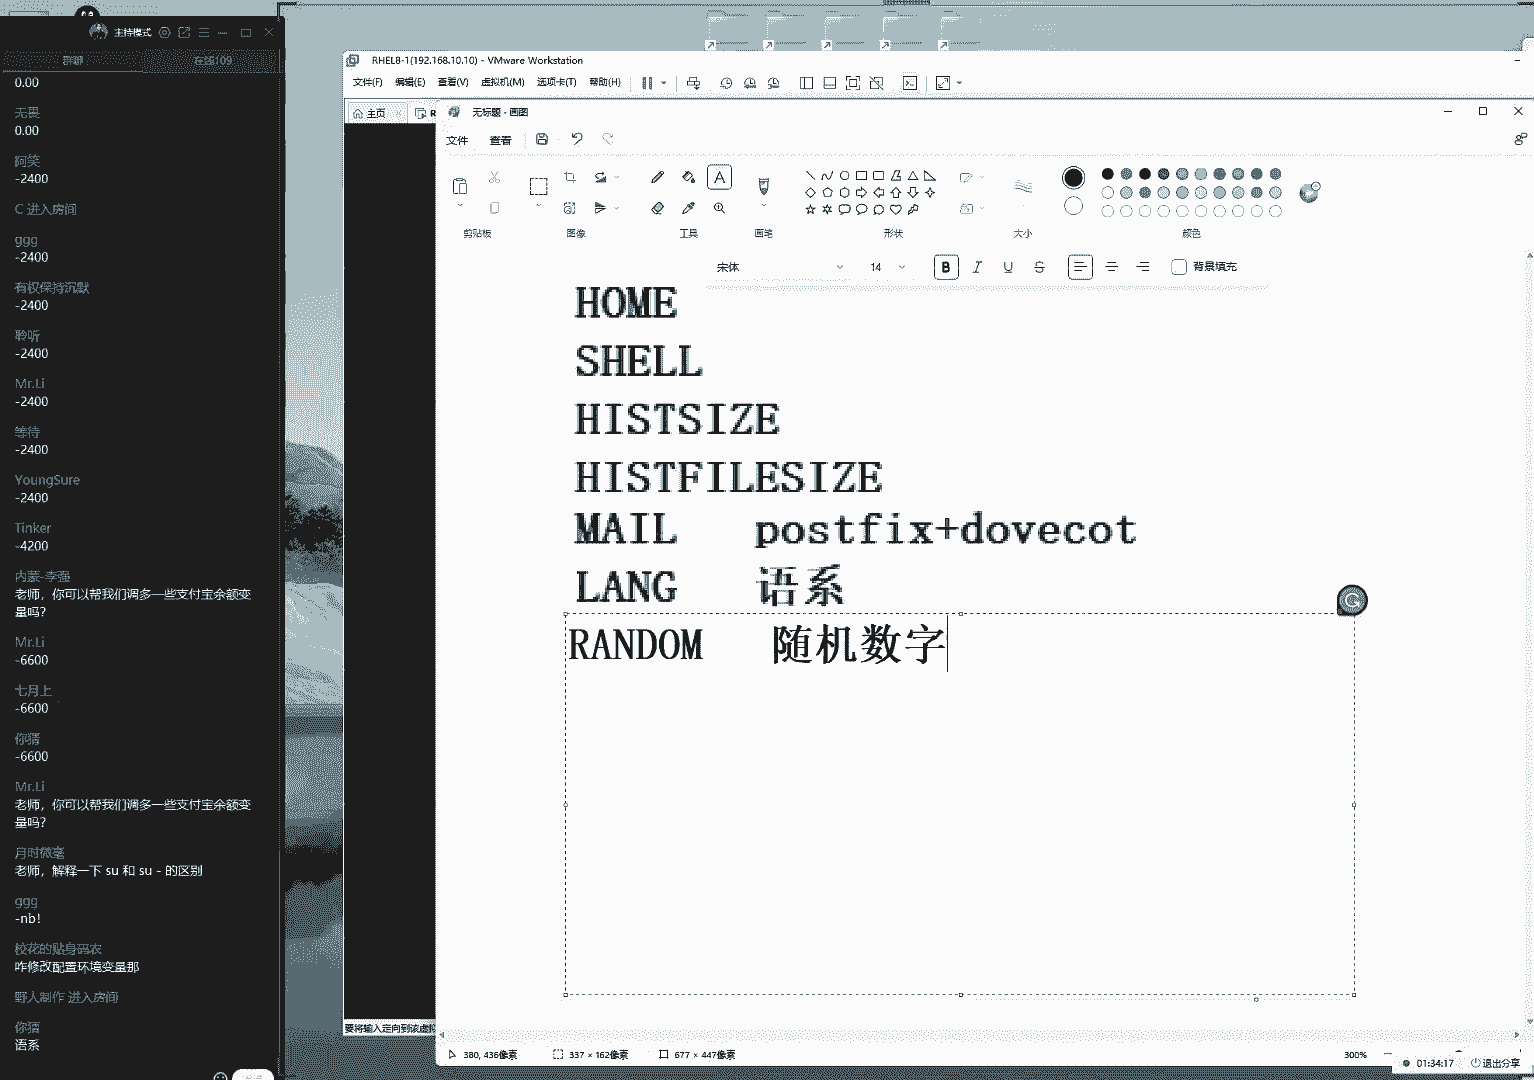 主持模式
群聊
在线109
0.00
无畏
0.00
阿笑
-2400
C 进入房间
ggg
-2400
有权保持沉默
-2400
聆听
-2400
Mr.Li
-2400
等待
-2400
YoungSure
-2400
Tinker
-4200
内蒙-李强
老师，你可以帮我们调多一些支付宝余额变
量吗？
Mr.Li
-6600
七月上
-6600
你猜
-6600
Mr.Li
老师，你可以帮我们调多一些支付宝余额变
量吗？
月时微毫
老师，解释一下 su 和 su - 的区别
ggg
-nb!
校花的贴身码农
咋修改配置环境变量那
野人制作 进入房间
你猜
语系
RHEL8-1(192.168.10.10) - VMware Workstation
文件(F) 编辑(E) 查看(V) 虚拟机(M) 选项卡(T) 帮助(H)
主页
无标题 - 画图
文件 查看
剪贴板 图像 工具 画笔 形状 大小 颜色
宋体 14 B I U S 背景填充
HOME
SHELL
HISTSIZE
HISTFILESIZE
MAIL postfix+dovecot
LANG 语系
RANDOM 随机数字
要将输入定向到该虚拟
380, 436像素 337 × 162像素 677 × 447像素 300%
01:34:17 退出分享